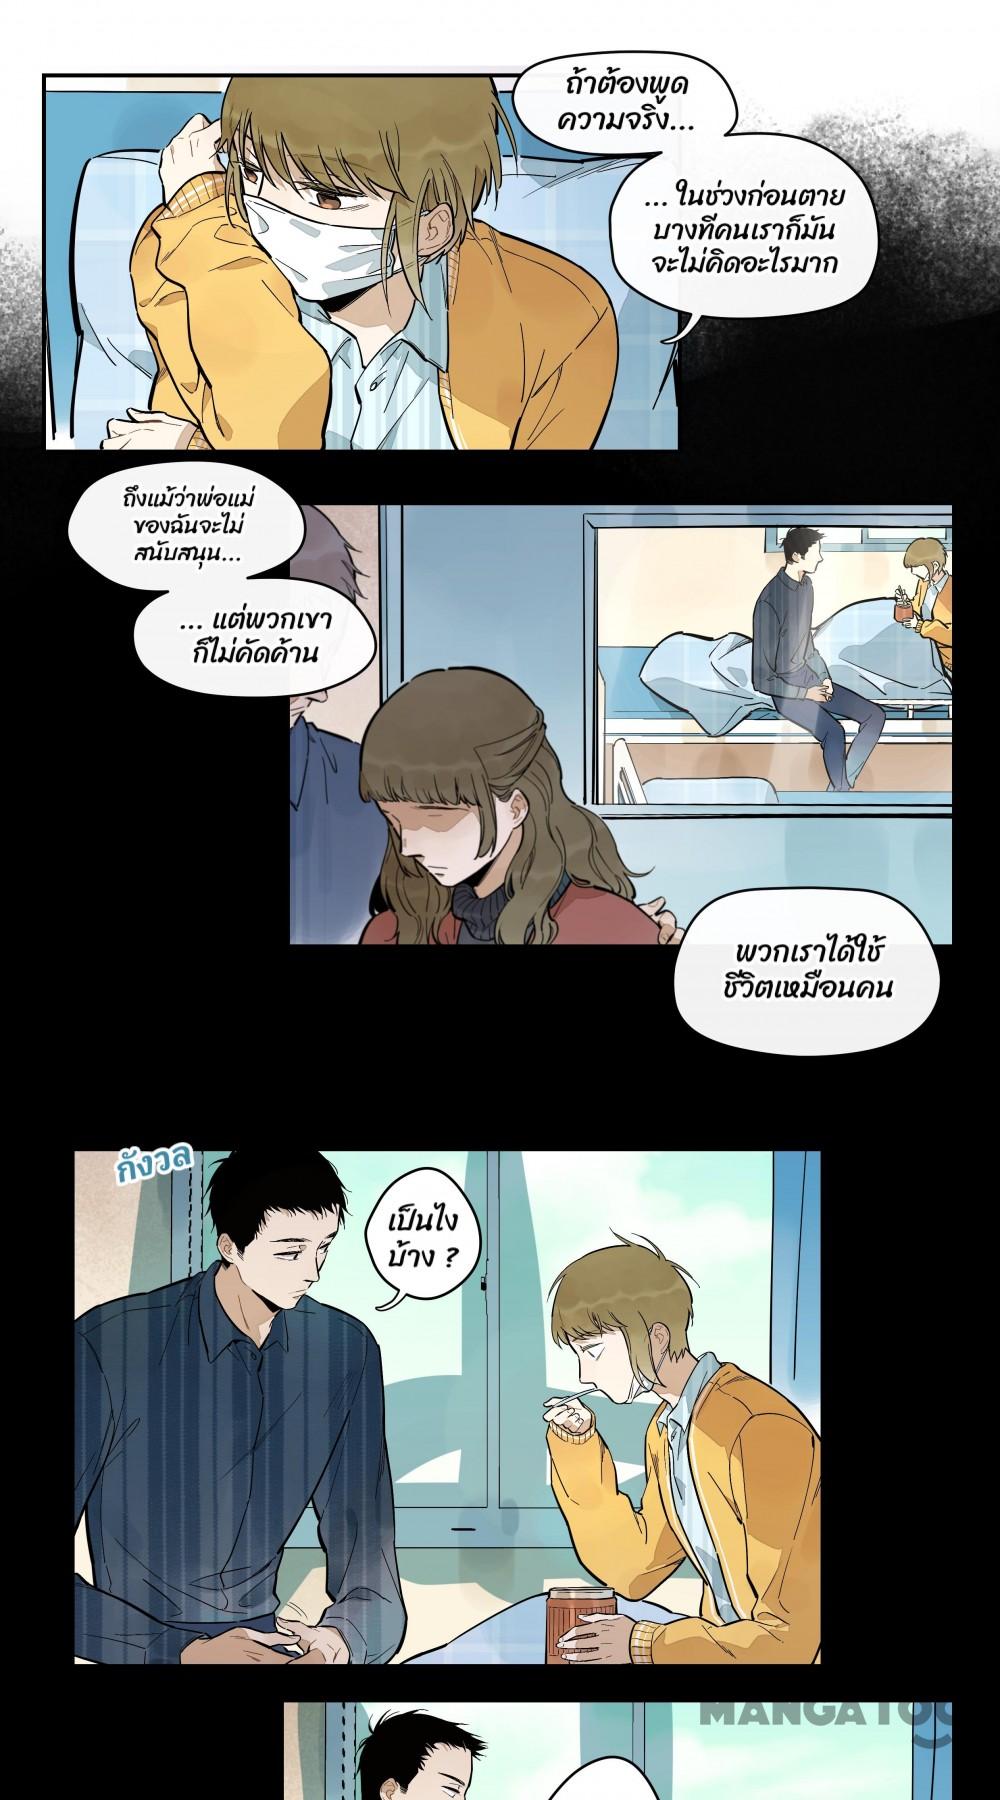 ถ้าต้องพูด
ความจริง...
... ในช่วงก่อนตาย
บางทีคนเราก็มัน
จะไม่คิดอะไรมาก
ถึงแม้ว่าพ่อแม่
ของฉันจะไม่
สนับสนุน...
... แต่พวกเขา
ก็ไม่คัดค้าน
พวกเราได้ใช้
ชีวิตเหมือนคน
กังวล
เป็นไง
บ้าง ?
MANGATOO